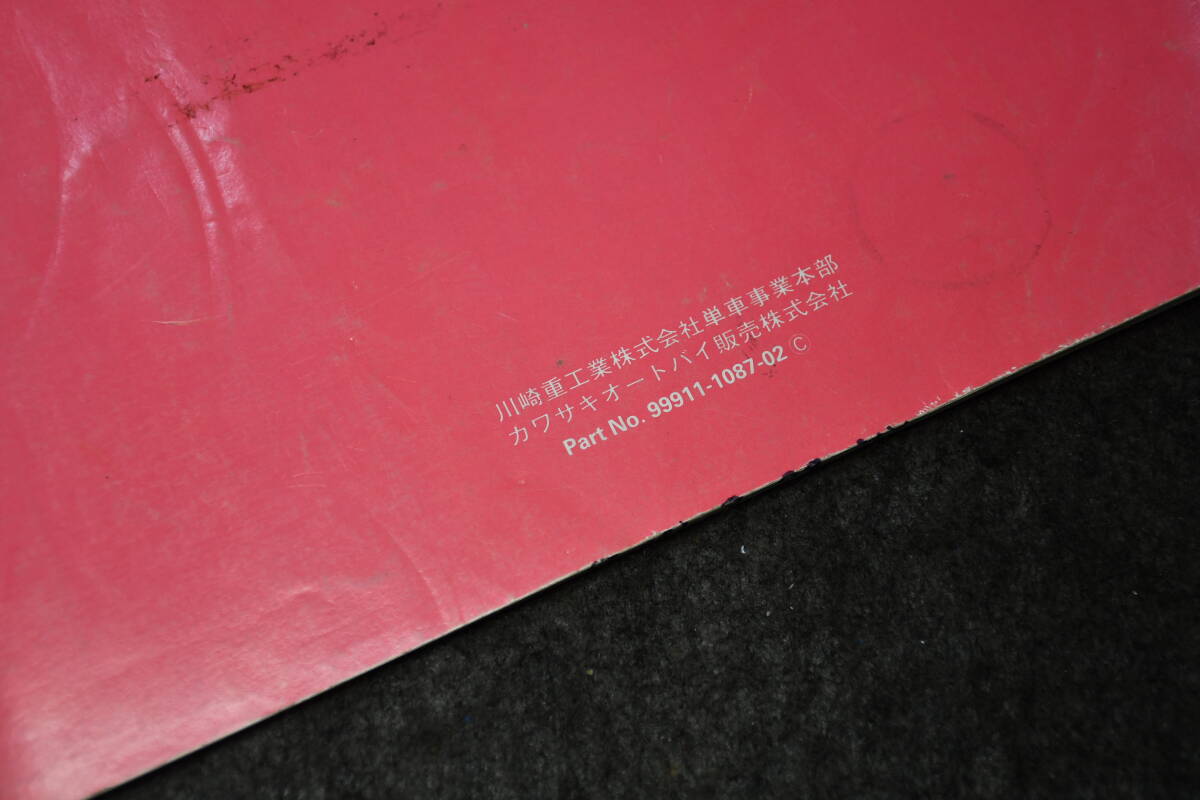 川崎重工業株式会社単車事業本部
カワサキオートバイ販売株式会社
Part No. 99911-1087-02 ©